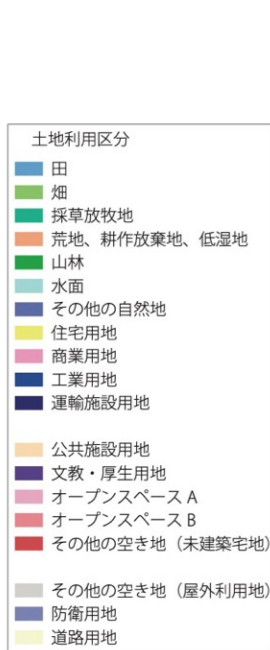 土地利用区分
田
畑
採草放牧地
荒地、耕作放棄地、低湿地
山林
水面
その他の自然地
住宅用地
商業用地
工業用地
運輸施設用地
公共施設用地
文教・厚生用地
オープンスペース A
オープンスペース B
その他の空き地（未建築宅地）
その他の空き地（屋外利用地）
防衛用地
道路用地